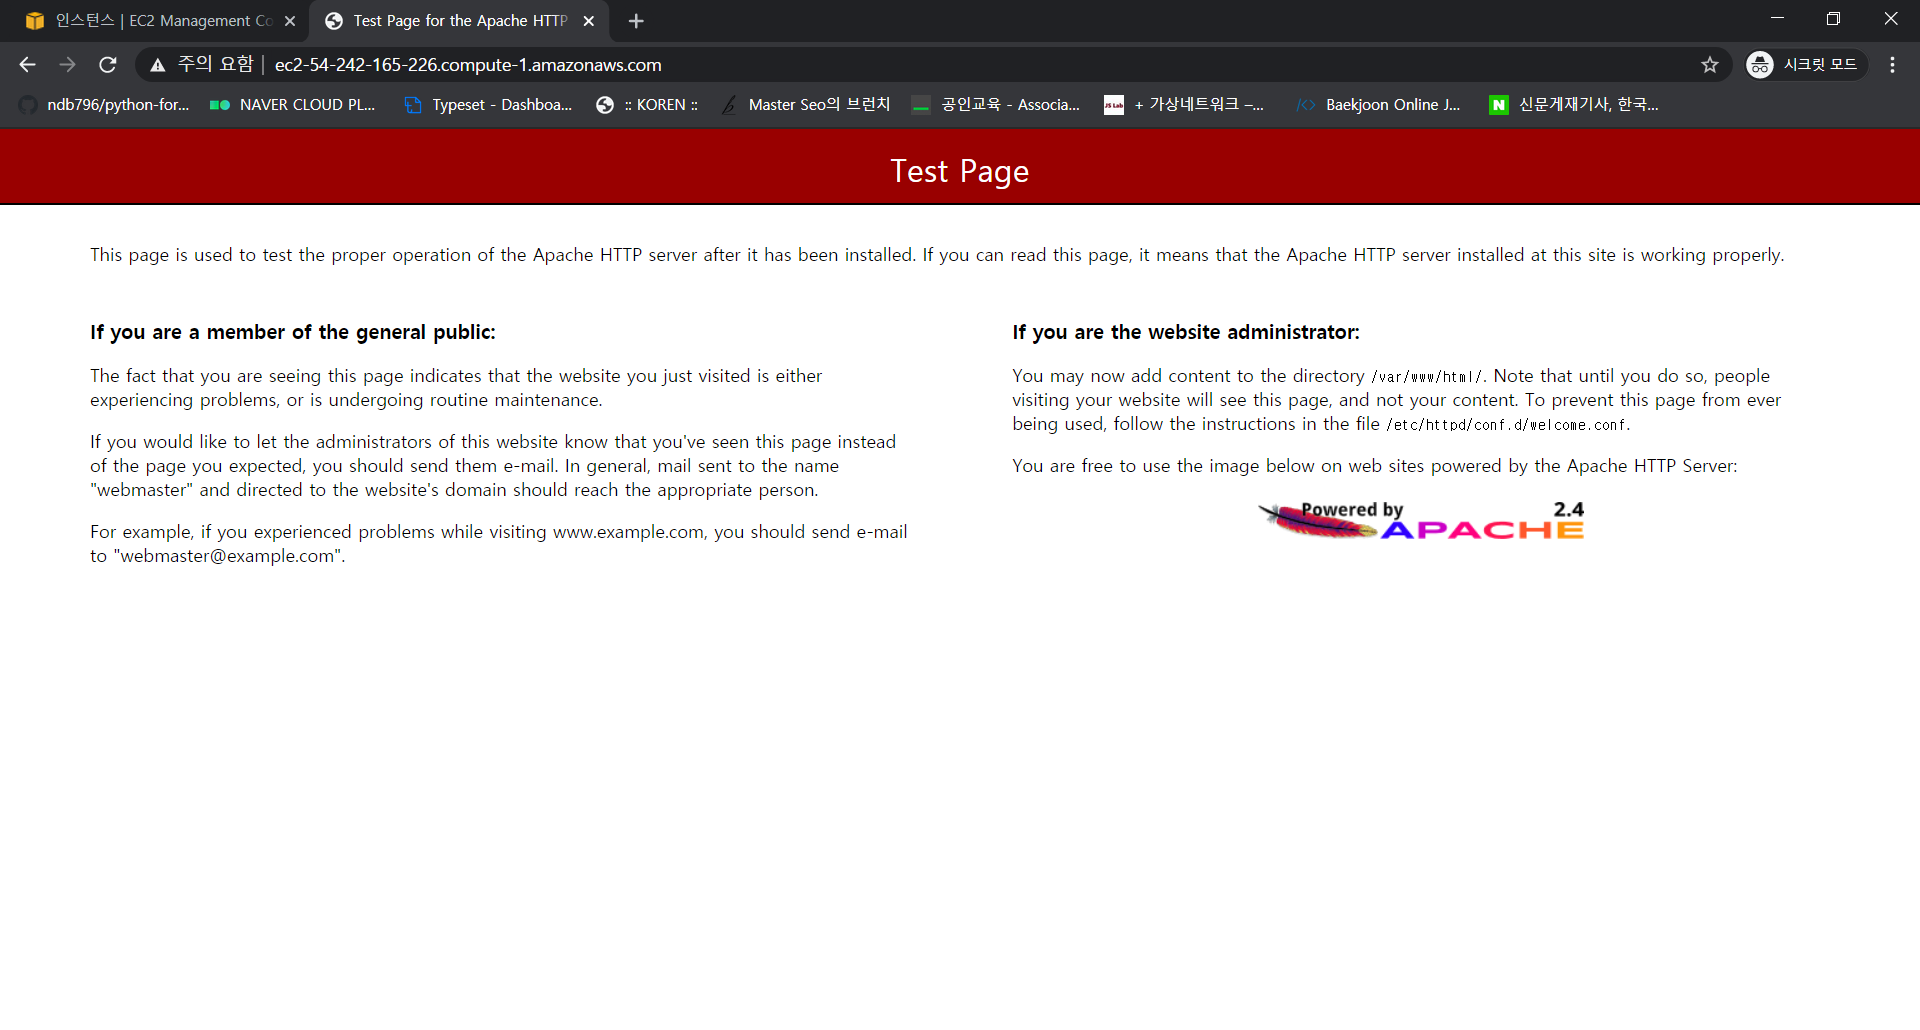 인스턴스 | EC2 Management Co
Test Page for the Apache HTTP
주의 요함 | ec2-54-242-165-226.compute-1.amazonaws.com
시크릿 모드
ndb796/python-for...
NAVER CLOUD PL...
Typeset - Dashboa...
:: KOREN ::
Master Seo의 브런치
공인교육 - Associa...
JS Lab
+ 가상네트워크 –...
Baekjoon Online J...
N
신문게재기사, 한국...
Test Page
This page is used to test the proper operation of the Apache HTTP server after it has been installed. If you can read this page, it means that the Apache HTTP server installed at this site is working properly.
If you are a member of the general public:
The fact that you are seeing this page indicates that the website you just visited is either
experiencing problems, or is undergoing routine maintenance.
If you would like to let the administrators of this website know that you've seen this page instead
of the page you expected, you should send them e-mail. In general, mail sent to the name
"webmaster" and directed to the website's domain should reach the appropriate person.
For example, if you experienced problems while visiting www.example.com, you should send e-mail
to "webmaster@example.com".
If you are the website administrator:
You may now add content to the directory /var/www/html/. Note that until you do so, people
visiting your website will see this page, and not your content. To prevent this page from ever
being used, follow the instructions in the file /etc/httpd/conf.d/welcome.conf.
You are free to use the image below on web sites powered by the Apache HTTP Server:
Powered by 2.4
APACHE